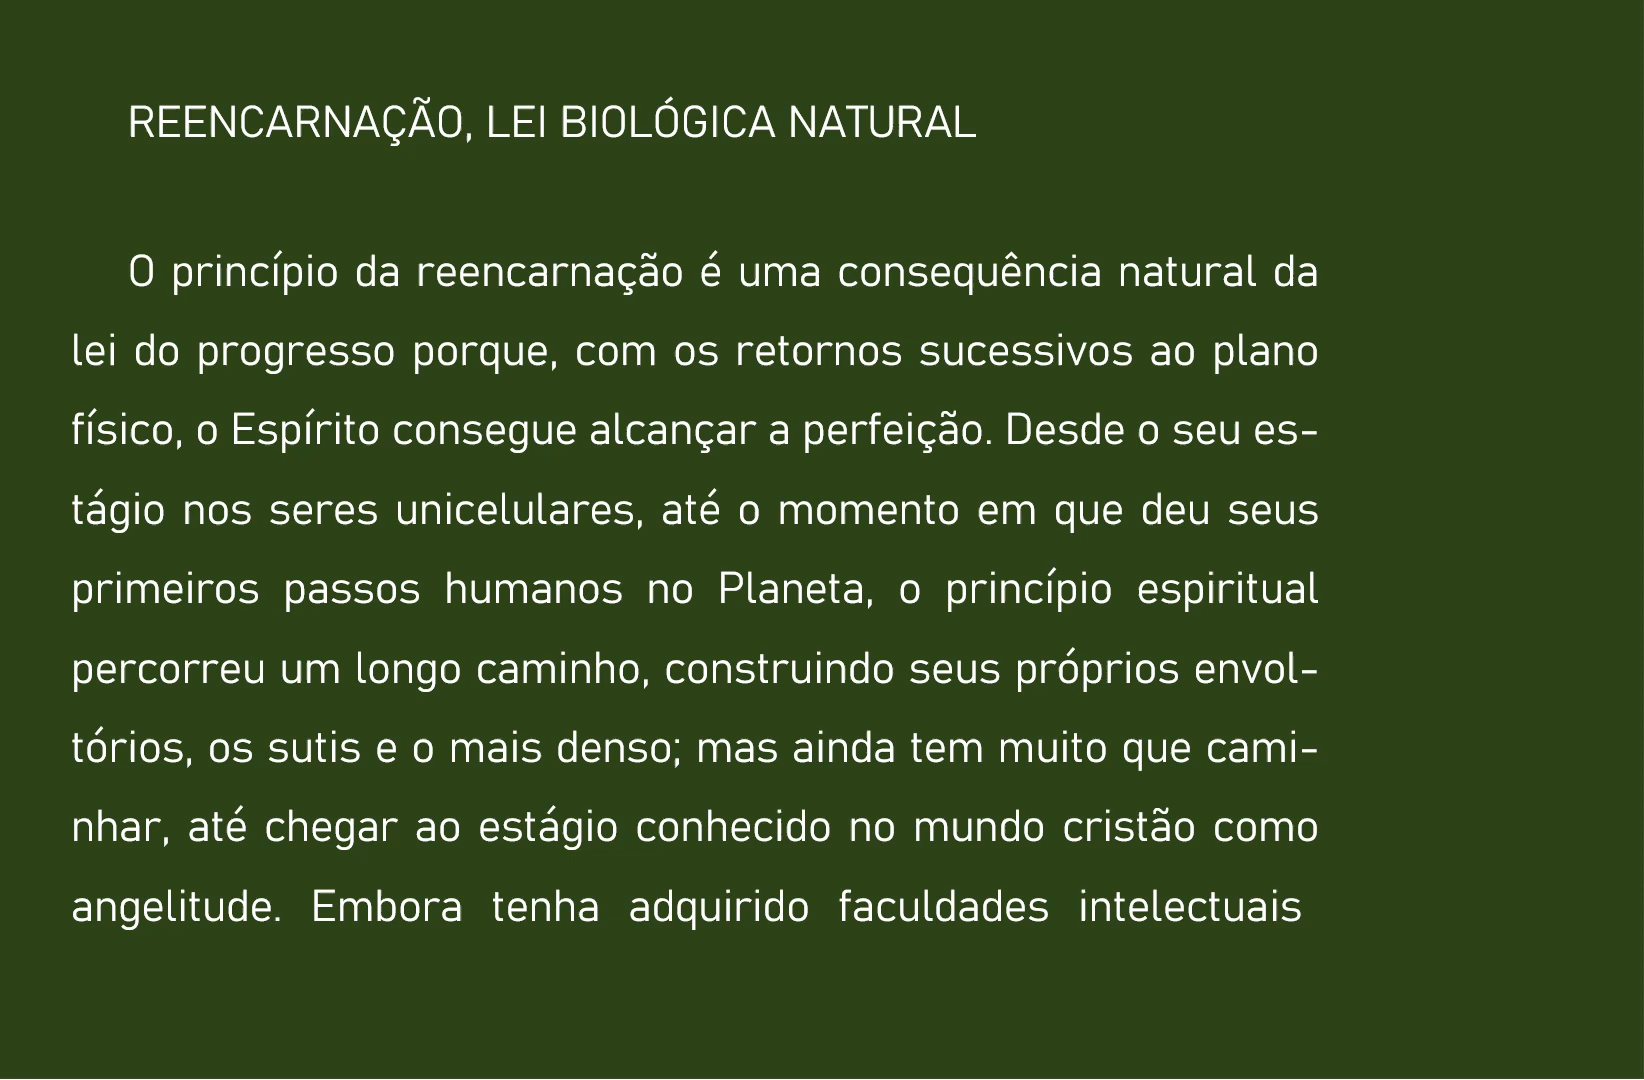 REENCARNAÇÃO, LEI BIOLÓGICA NATURAL
O princípio da reencarnação é uma consequência natural da
lei do progresso porque, com os retornos sucessivos ao plano
físico, o Espírito consegue alcançar a perfeição. Desde o seu es-
tágio nos seres unicelulares, até o momento em que deu seus
primeiros passos humanos no Planeta, o princípio espiritual
percorreu um longo caminho, construindo seus próprios envol-
tórios, os sutis e o mais denso; mas ainda tem muito que cami-
nhar, até chegar ao estágio conhecido no mundo cristão como
angelitude. Embora tenha adquirido faculdades intelectuais